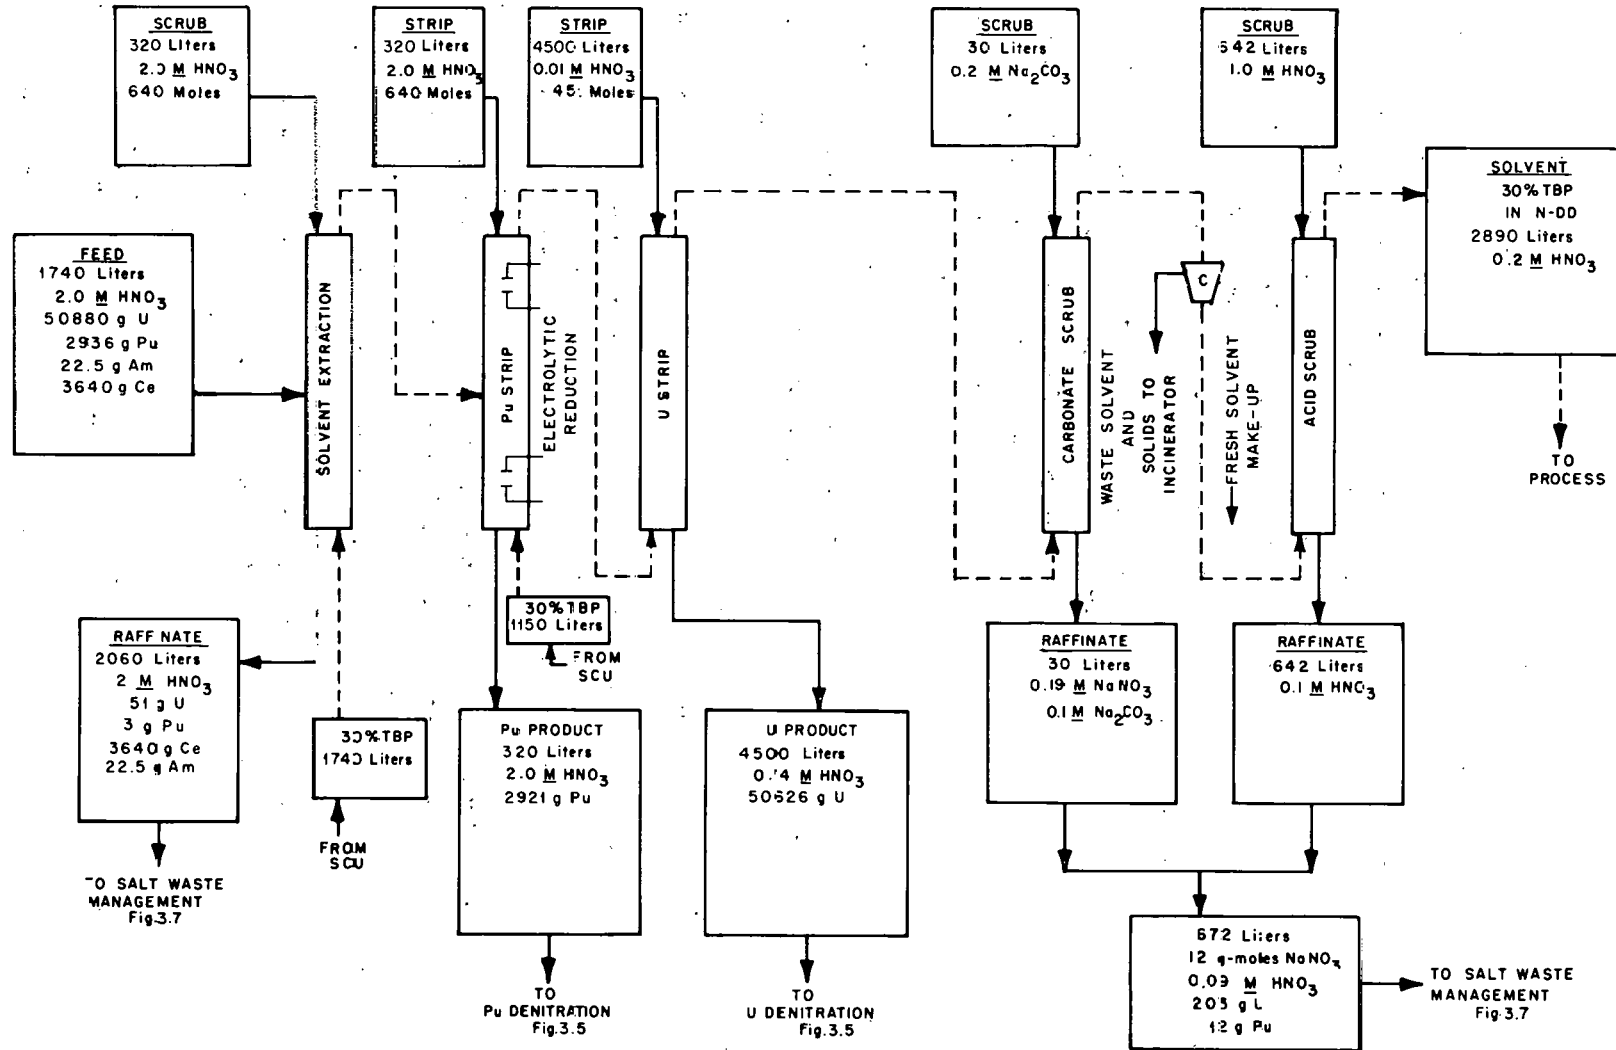 SCRUB
320 Liters
2.0 M HNO3
640 Moles
STRIP
320 Liters
2.0 M HNO3
640 Moles
STRIP
4500 Liters
0.01 M HNO3
45 Moles
SCRUB
30 Liters
0.2 M Na2CO3
SCRUB
642 Liters
1.0 M HNO3
SOLVENT
30% TBP
IN N-DD
2890 Liters
0.2 M HNO3
TO
PROCESS
FEED
1740 Liters
2.0 M HNO3
50880 g U
2936 g Pu
22.5 g Am
3640 g Ce
SOLVENT EXTRACTION
Pu STRIP
ELECTROLYTIC
REDUCTION
U STRIP
CARBONATE SCRUB
WASTE SOLVENT
AND
SOLIDS TO
INCINERATOR
C
FRESH SOLVENT
MAKE-UP
ACID SCRUB
RAFF NATE
2060 Liters
2 M HNO3
51 g U
3 g Pu
3640 g Ce
22.5 g Am
TO SALT WASTE
MANAGEMENT
Fig.3.7
30% TBP
1740 Liters
FROM
SCU
30% TBP
1150 Liters
FROM
SCU
Pu PRODUCT
320 Liters
2.0 M HNO3
2921 g Pu
TO
Pu DENITRATION
Fig.3.5
U PRODUCT
4500 Liters
M HNO3
50626 g U
TO
U DENITRATION
Fig.3.5
RAFFINATE
30 Liters
0.19 M NaNO3
0.1 M Na2CO3
RAFFINATE
642 Liters
0.1 M HNO3
672 Liters
12 g-moles NaNO3
0.09 M HNO3
203 g
12 g Pu
TO SALT WASTE
MANAGEMENT
Fig.3.7